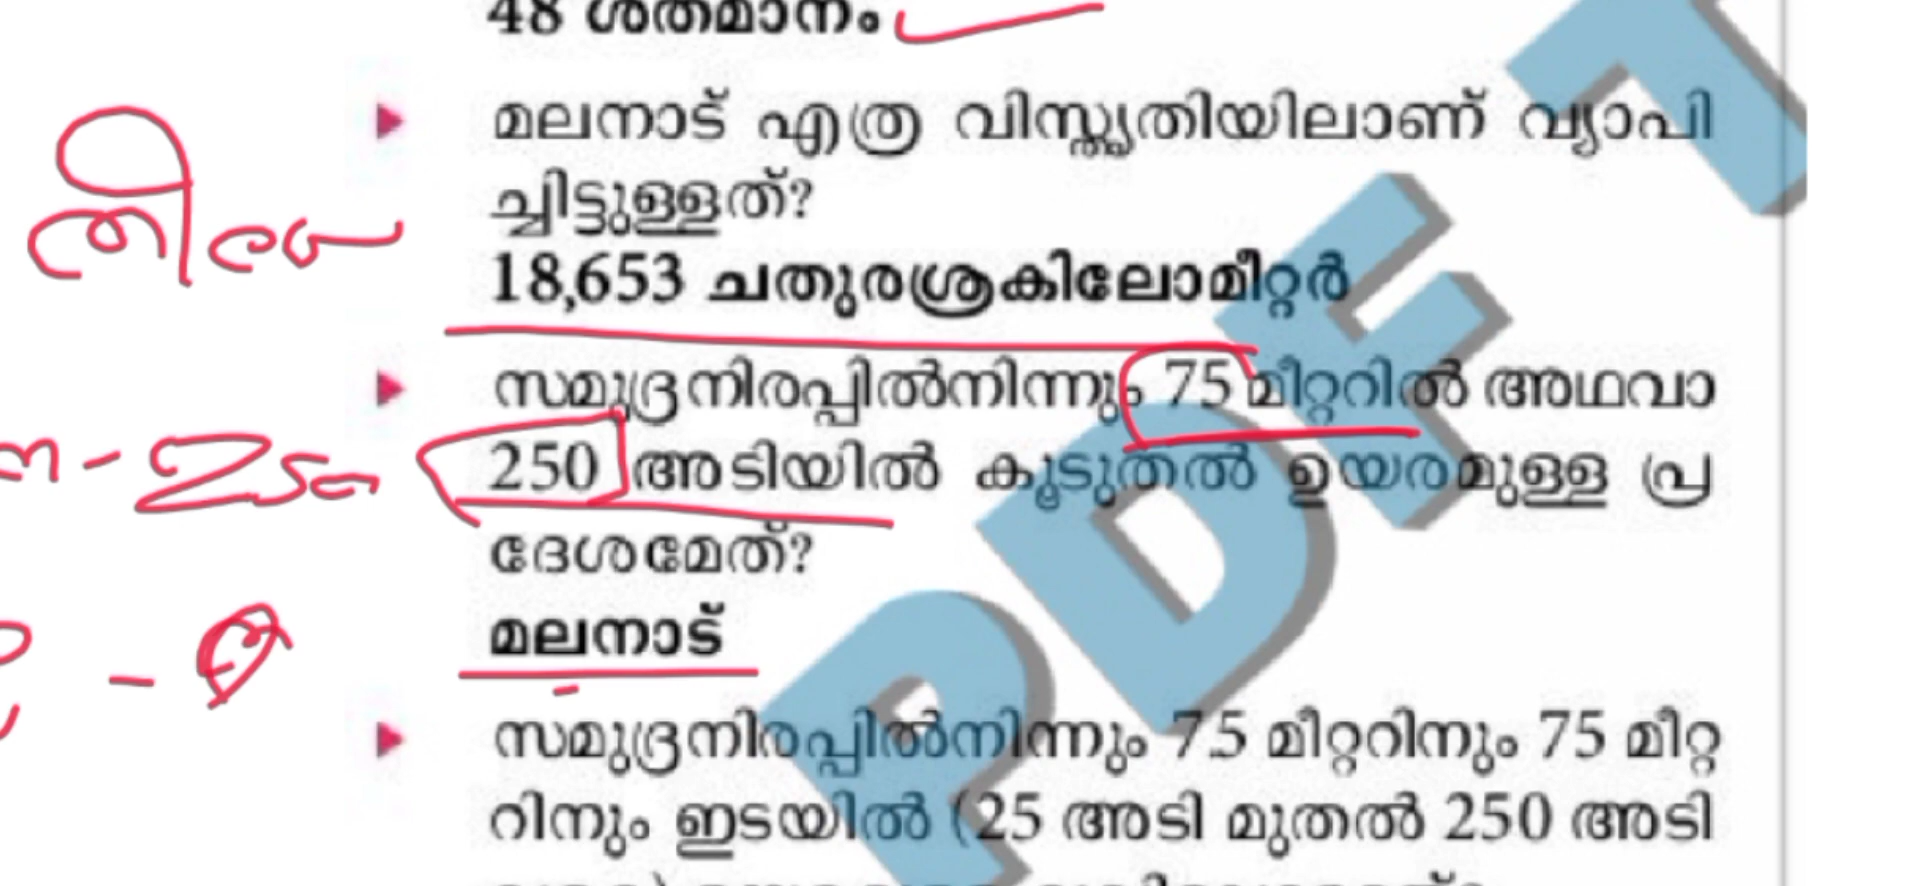 48 ശതമാനം
മലനാട് എത്ര വിസ്തൃതിയിലാണ് വ്യാപി
ച്ചിട്ടുള്ളത്?
18,653 ചതുരശ്രകിലോമീറ്റർ
സമുദ്രനിരപ്പിൽനിന്നും 75 മീറ്ററിൽ അഥവാ
250 അടിയിൽ കൂടുതൽ ഉയരമുള്ള പ്ര
ദേശമേത്?
മലനാട്
സമുദ്രനിരപ്പിൽനിന്നും 7.5 മീറ്ററിനും 75 മീറ്റ
റിനും ഇടയിൽ (25 അടി മുതൽ 250 അടി
PDF T